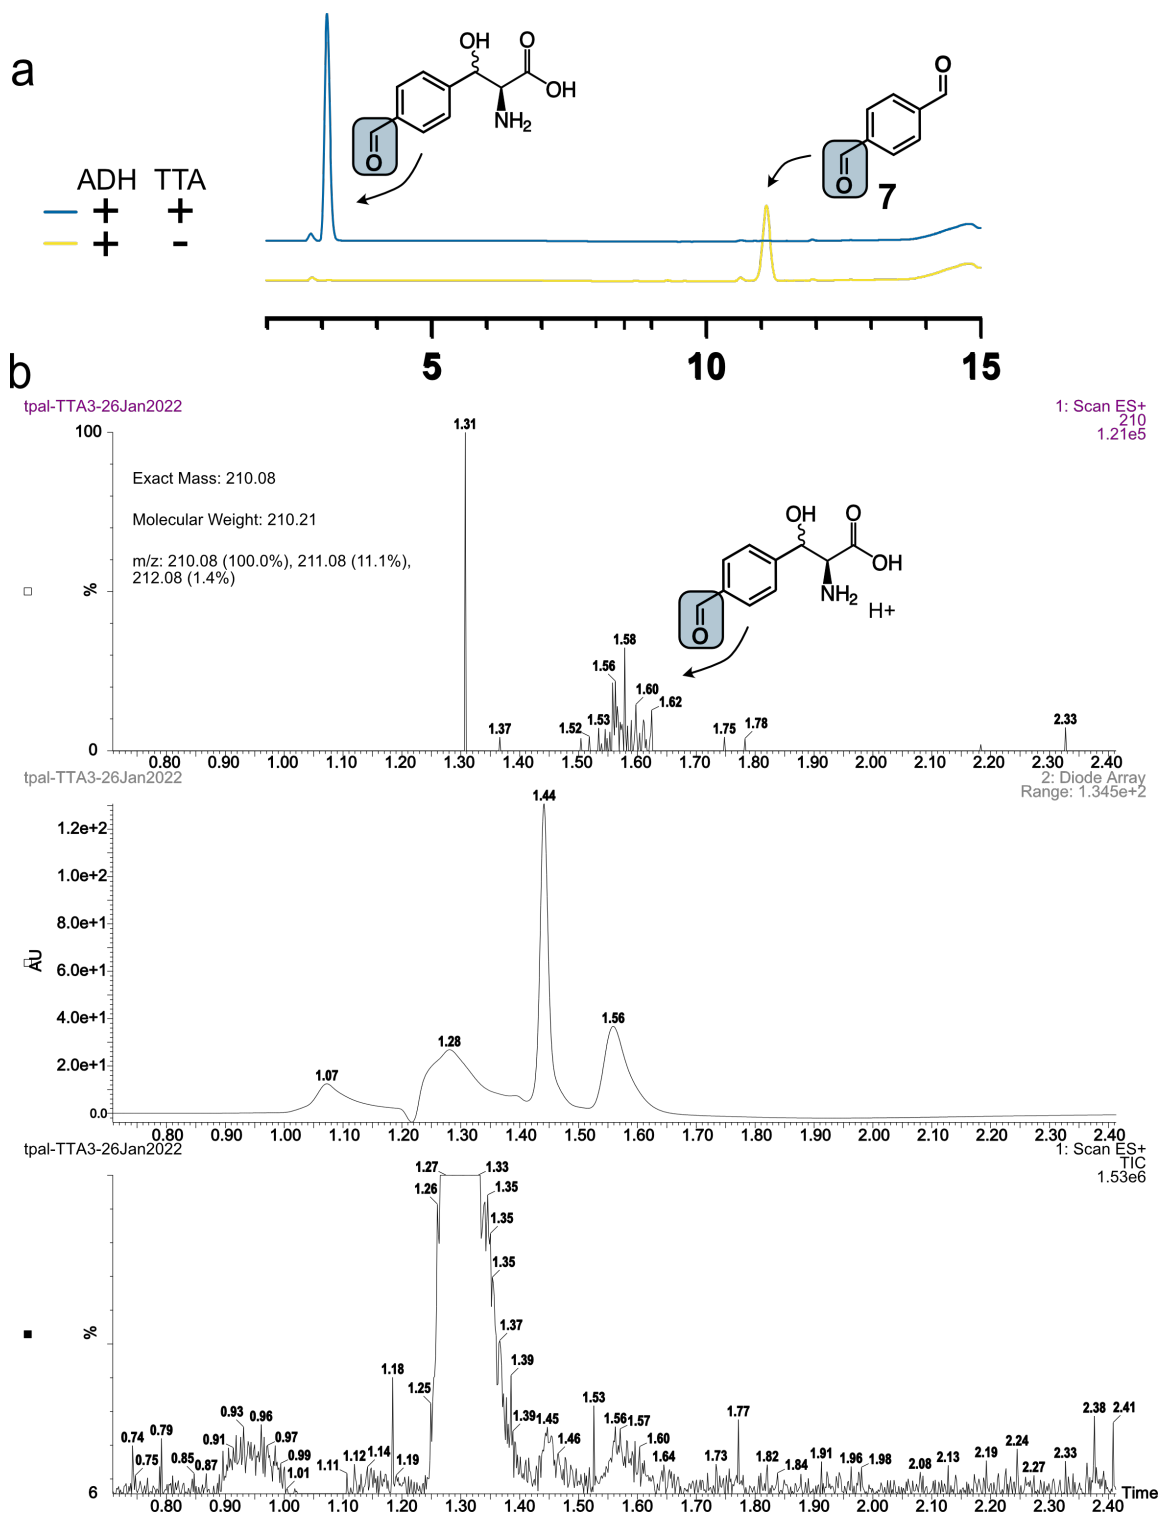 a
OH
O
OH
NH2
O
O
O
7
ADH TTA
+ +
+ -
5 10 15
b
tpal-TTA3-26Jan2022
1: Scan ES+
210
1.21e5
100
%
0
1.31
Exact Mass: 210.08
Molecular Weight: 210.21
m/z: 210.08 (100.0%), 211.08 (11.1%),
212.08 (1.4%)
OH
O
OH
NH2
H+
O
1.37
1.52
1.53
1.56
1.58
1.60
1.62
1.75
1.78
2.33
0.80 0.90 1.00 1.10 1.20 1.30 1.40 1.50 1.60 1.70 1.80 1.90 2.00 2.10 2.20 2.30 2.40
tpal-TTA3-26Jan2022
2: Diode Array
Range: 1.345e+2
1.2e+2
1.0e+2
8.0e+1
6.0e+1
4.0e+1
2.0e+1
0.0
AU
1.07
1.28
1.44
1.56
0.80 0.90 1.00 1.10 1.20 1.30 1.40 1.50 1.60 1.70 1.80 1.90 2.00 2.10 2.20 2.30 2.40
tpal-TTA3-26Jan2022
1: Scan ES+
TIC
1.53e6
%
6
0.74
0.75
0.79
0.85
0.87
0.91
0.93
0.96
0.97
0.99
1.01
1.11
1.12
1.14
1.18
1.19
1.25
1.26
1.27
1.33
1.35
1.35
1.35
1.37
1.39
1.39
1.45
1.46
1.53
1.56
1.57
1.60
1.64
1.73
1.77
1.82
1.84
1.91
1.96
1.98
2.08
2.13
2.19
2.24
2.27
2.33
2.38
2.41
Time
0.80 0.90 1.00 1.10 1.20 1.30 1.40 1.50 1.60 1.70 1.80 1.90 2.00 2.10 2.20 2.30 2.40